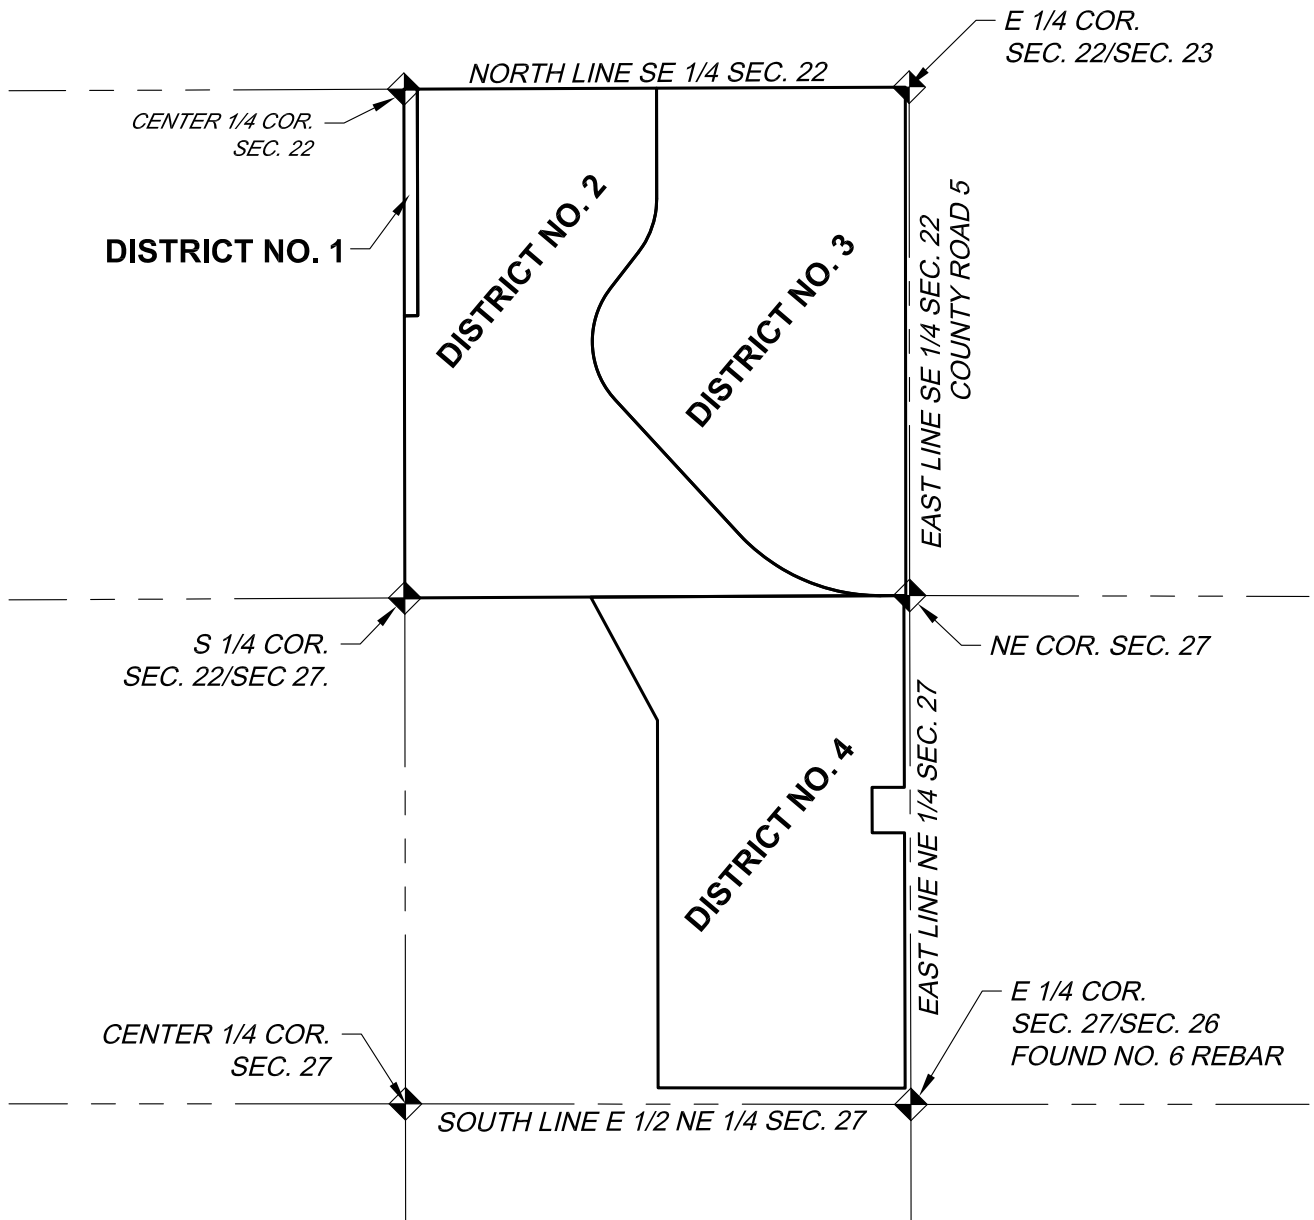 E 1/4 COR.
SEC. 22/SEC. 23
NORTH LINE SE 1/4 SEC. 22
CENTER 1/4 COR.
SEC. 22
DISTRICT NO. 1
DISTRICT NO. 2
DISTRICT NO. 3
EAST LINE SE 1/4 SEC. 22
COUNTY ROAD 5
S 1/4 COR.
SEC. 22/SEC 27.
NE COR. SEC. 27
DISTRICT NO. 4
EAST LINE NE 1/4 SEC. 27
CENTER 1/4 COR.
SEC. 27
E 1/4 COR.
SEC. 27/SEC. 26
FOUND NO. 6 REBAR
SOUTH LINE E 1/2 NE 1/4 SEC. 27